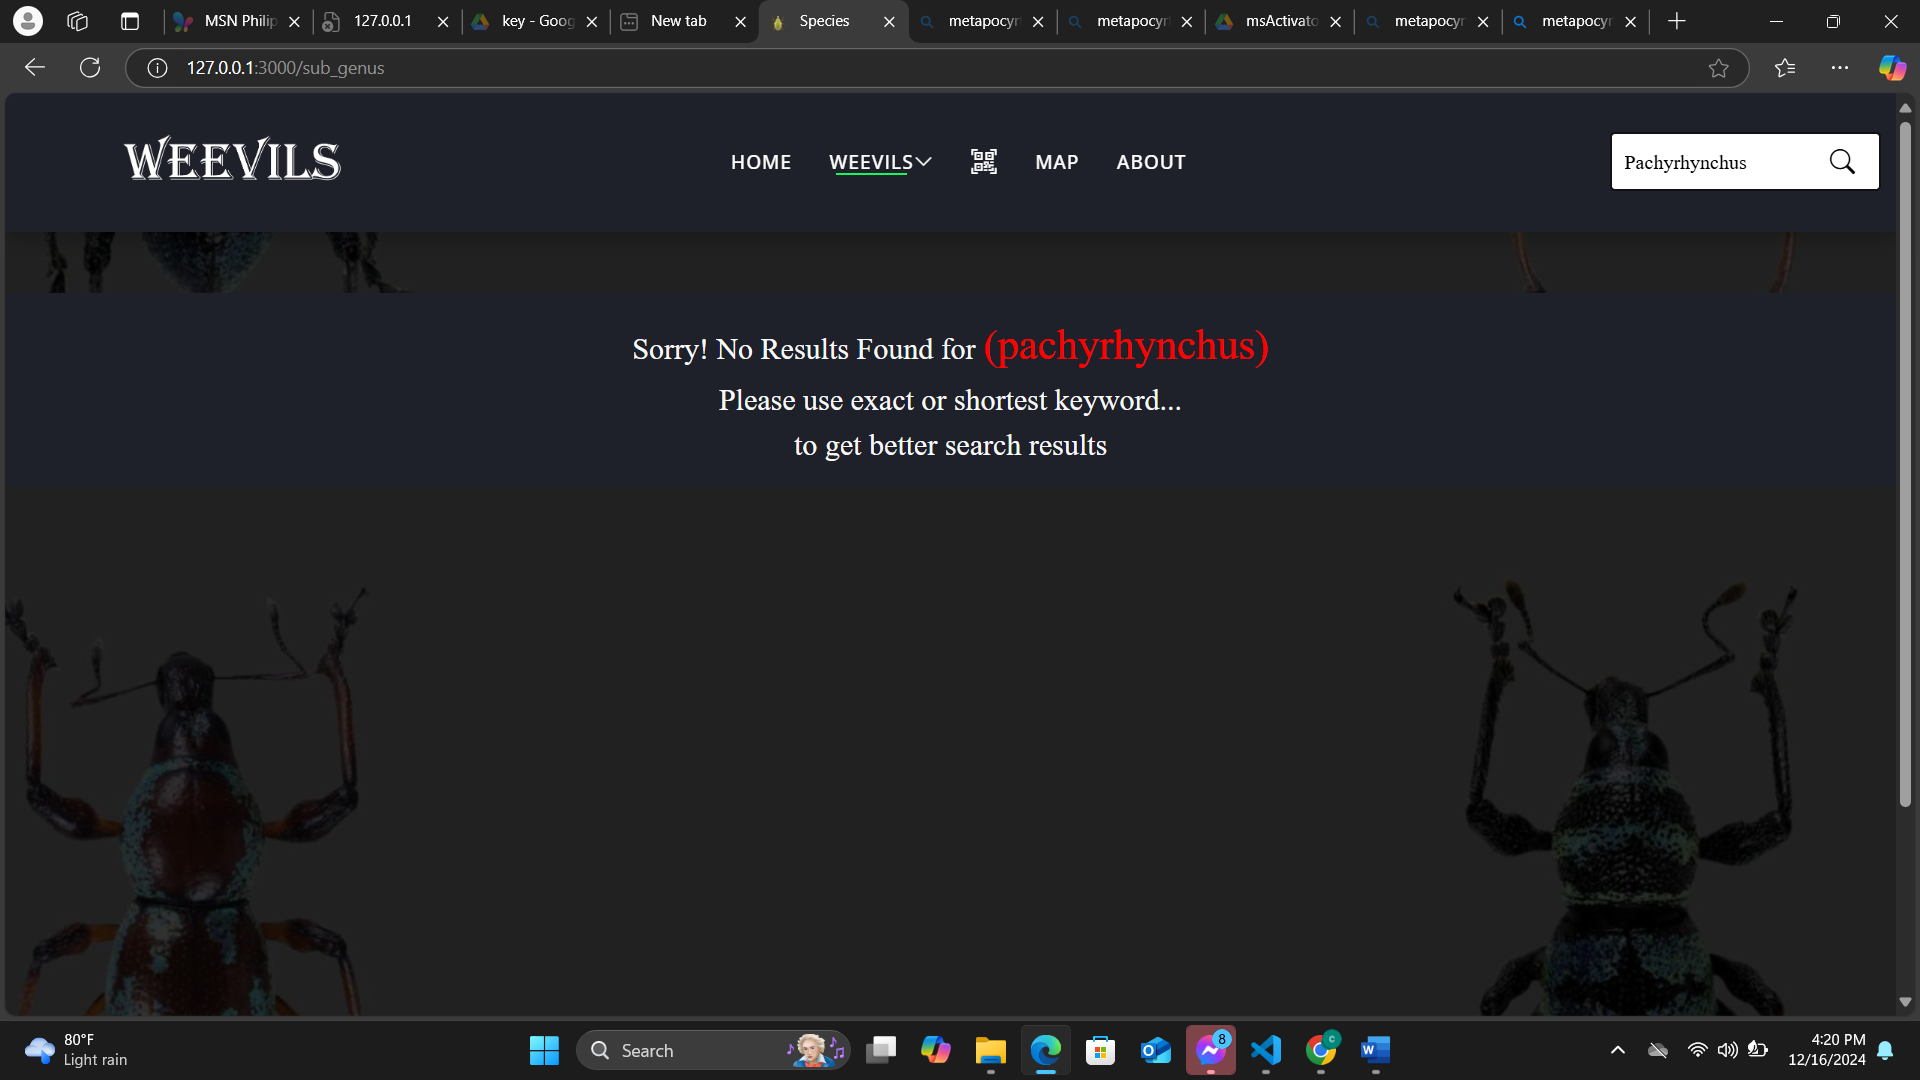 MSN Philip
127.0.0.1
key - Goog
New tab
Species
metapocyr
metapocyr
msActivato
metapocyr
metapocyr
127.0.0.1:3000/sub_genus
WEEVILS
HOME
WEEVILS
MAP
ABOUT
Pachyrhynchus
Sorry! No Results Found for (pachyrhynchus)
Please use exact or shortest keyword...
to get better search results
80°F
Light rain
Search
8
4:20 PM
12/16/2024